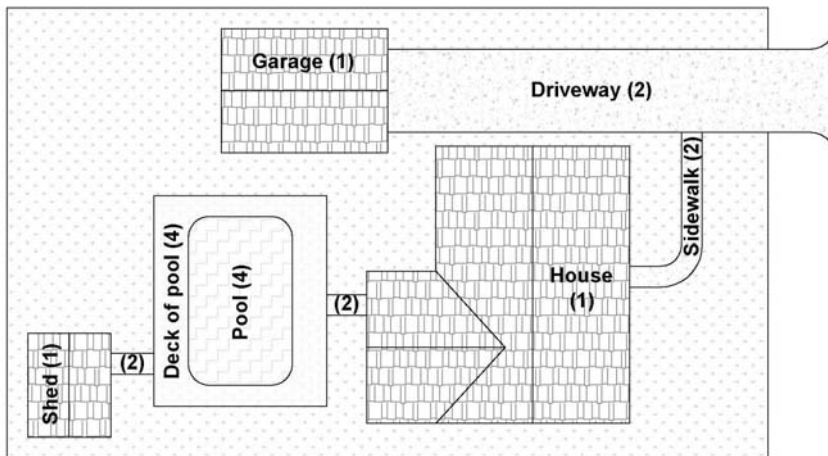 Garage (1)
Driveway (2)
Sidewalk (2)
Deck of pool (4)
Pool (4)
House
(1)
(2)
Shed (1)
(2)